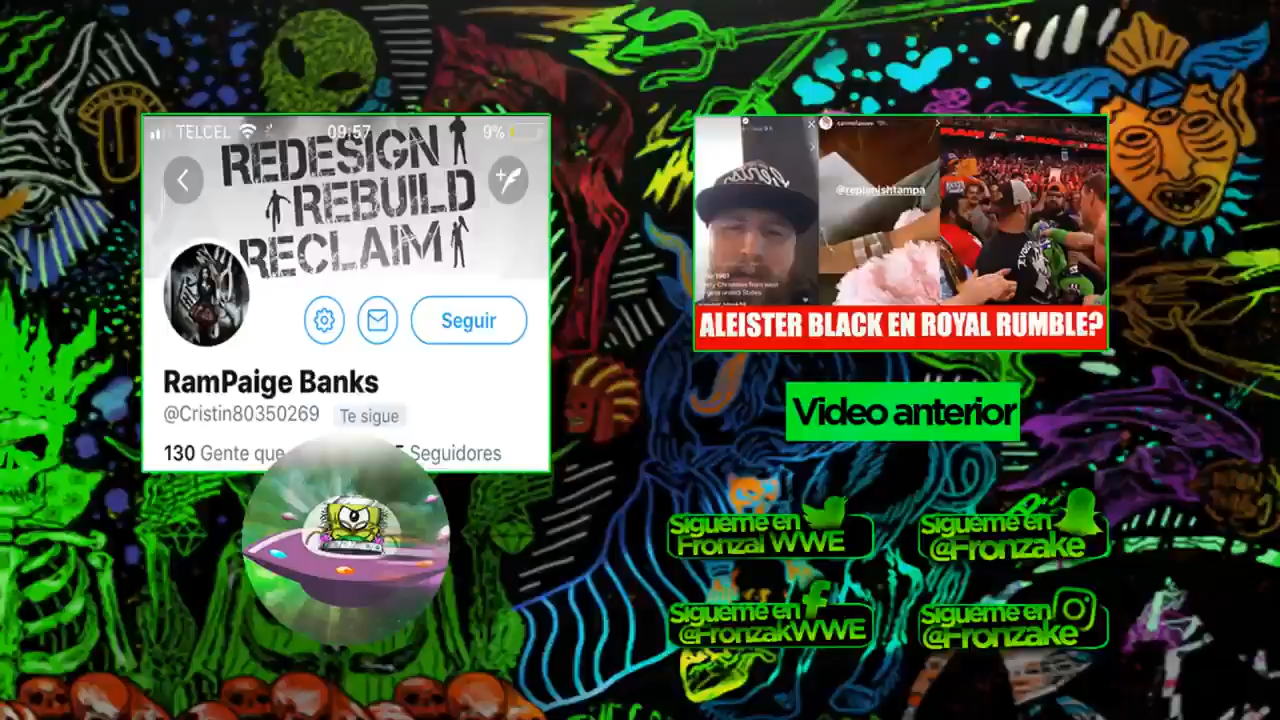 TELCEL
09:57
9%
REDESIGN
REBUILD
RECLAIM
Seguir
RamPaige Banks
@Cristin80350269
Te sigue
130 Gente que
Seguidores
@replenishtampa
ALEISTER BLACK EN ROYAL RUMBLE?
Video anterior
Sigueme en
Fronzal WWE
Sigueme en
@Fronzake
Sigueme en
@FronzakWWE
Sigueme en
@Fronzake